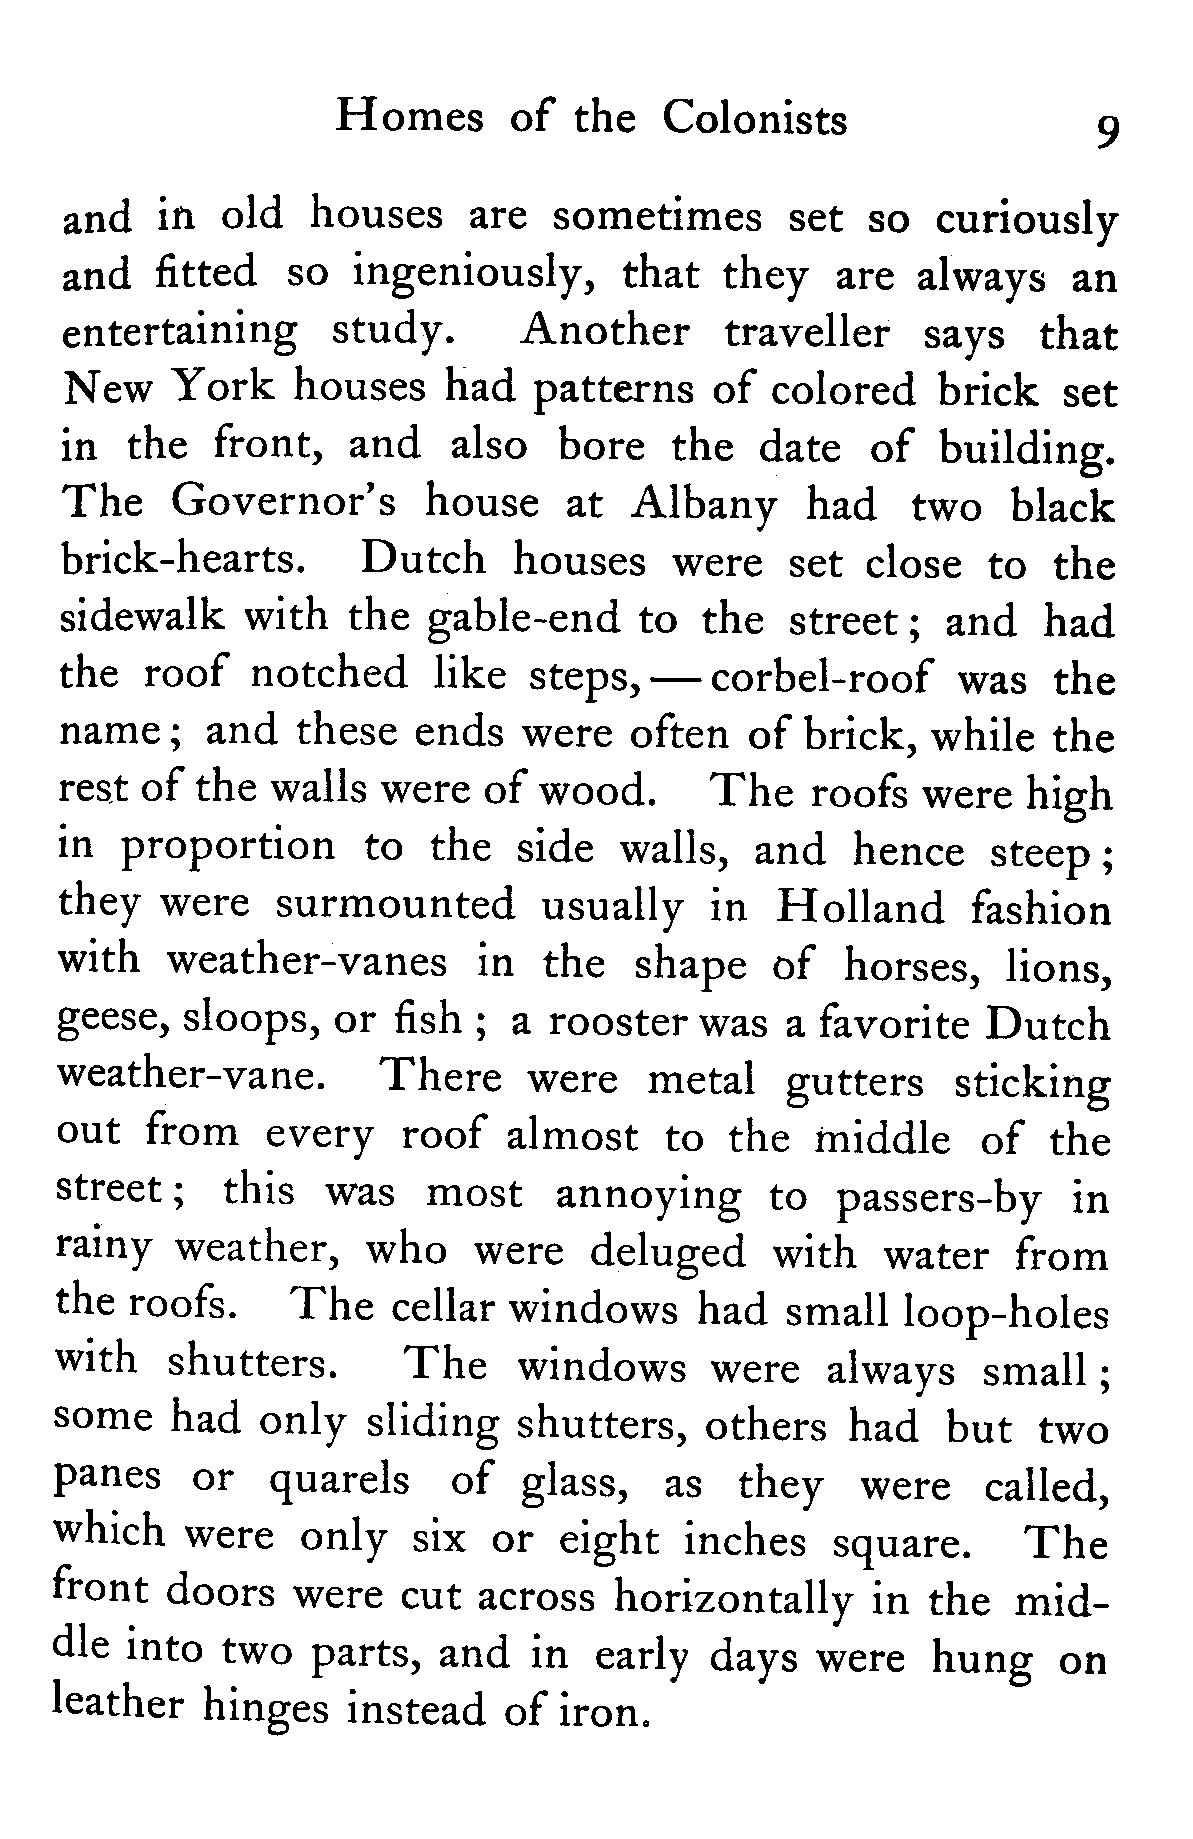 Homes of the Colonists 9
and in old houses are sometimes set so curiously
and fitted so ingeniously, that they are always an
entertaining study. Another traveller says that
New York houses had patterns of colored brick set
in the front, and also bore the date of building.
The Governor's house at Albany had two black
brick-hearts. Dutch houses were set close to the
sidewalk with the gable-end to the street; and had
the roof notched like steps,—corbel-roof was the
name; and these ends were often of brick, while the
rest of the walls were of wood. The roofs were high
in proportion to the side walls, and hence steep;
they were surmounted usually in Holland fashion
with weather-vanes in the shape of horses, lions,
geese, sloops, or fish; a rooster was a favorite Dutch
weather-vane. There were metal gutters sticking
out from every roof almost to the middle of the
street; this was most annoying to passers-by in
rainy weather, who were deluged with water from
the roofs. The cellar windows had small loop-holes
with shutters. The windows were always small;
some had only sliding shutters, others had but two
panes or quarels of glass, as they were called,
which were only six or eight inches square. The
front doors were cut across horizontally in the mid-
dle into two parts, and in early days were hung on
leather hinges instead of iron.